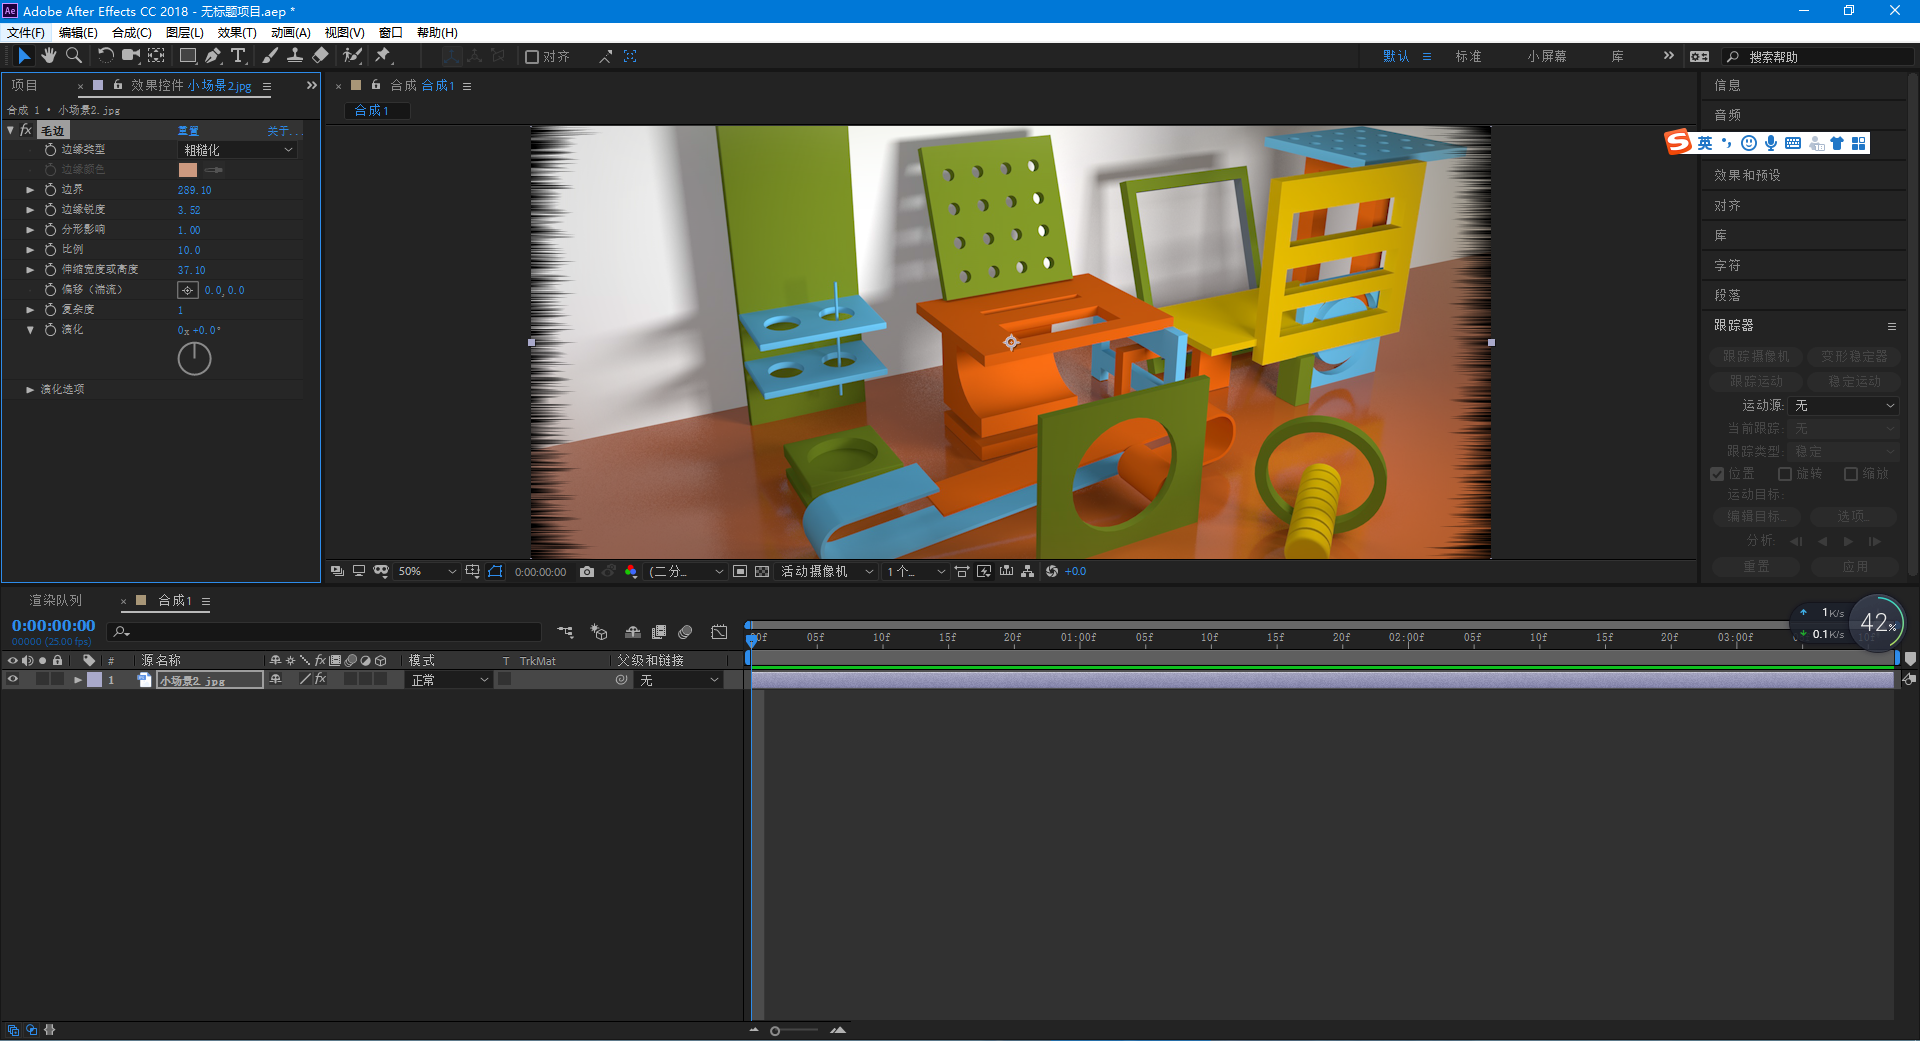 Ae Adobe After Effects CC 2018 - 无标题项目.aep *
文件(F) 编辑(E) 合成(C) 图层(L) 效果(T) 动画(A) 视图(V) 窗口 帮助(H)
对齐 默认 标准 小屏幕 库 搜索帮助
项目 效果控件 小场景2.jpg
合成 1 • 小场景2.jpg
fx 毛边 重置 关于...
边缘类型 粗糙化
边缘颜色
边界 289.10
边缘锐度 3.52
分形影响 1.00
比例 10.0
伸缩宽度或高度 37.10
偏移（湍流） 0.0, 0.0
复杂度 1
演化 0x +0.0°
演化选项
合成 合成1
合成1
50% 0:00:00:00 (二分... 活动摄像机 1个... +0.0
信息
音频
英
效果和预设
对齐
库
字符
段落
跟踪器
跟踪摄像机 变形稳定器
跟踪运动 稳定运动
运动源: 无
当前跟踪: 无
跟踪类型: 稳定
位置 旋转 缩放
运动目标:
编辑目标... 选项...
分析:
重置 应用
渲染队列 合成1
0:00:00:00
00000 (25.00 fps)
00f 05f 10f 15f 20f 01:00f 05f 10f 15f 20f 02:00f 05f 10f 15f 20f 03:00f 10f
1K/s
0.1K/s
42%
# 源名称 fx 模式 T TrkMat 父级和链接
1 小场景2.jpg fx 正常 无